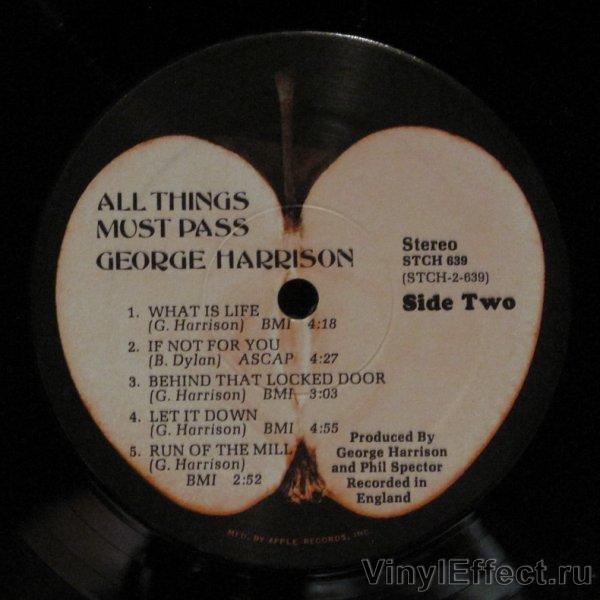 ALL THINGS
MUST PASS
GEORGE HARRISON
Stereo
STCH 639
(STCH-2-639)
Side Two
1. WHAT IS LIFE
(G. Harrison) BMI 4:18
2. IF NOT FOR YOU
(B. Dylan) ASCAP 4:27
3. BEHIND THAT LOCKED DOOR
(G. Harrison) BMI 3:03
4. LET IT DOWN
(G. Harrison) BMI 4:55
5. RUN OF THE MILL
(G. Harrison)
BMI 2:52
Produced By
George Harrison
and Phil Spector
Recorded in
England
MFD. BY APPLE RECORDS, INC.
VinylEffect.ru